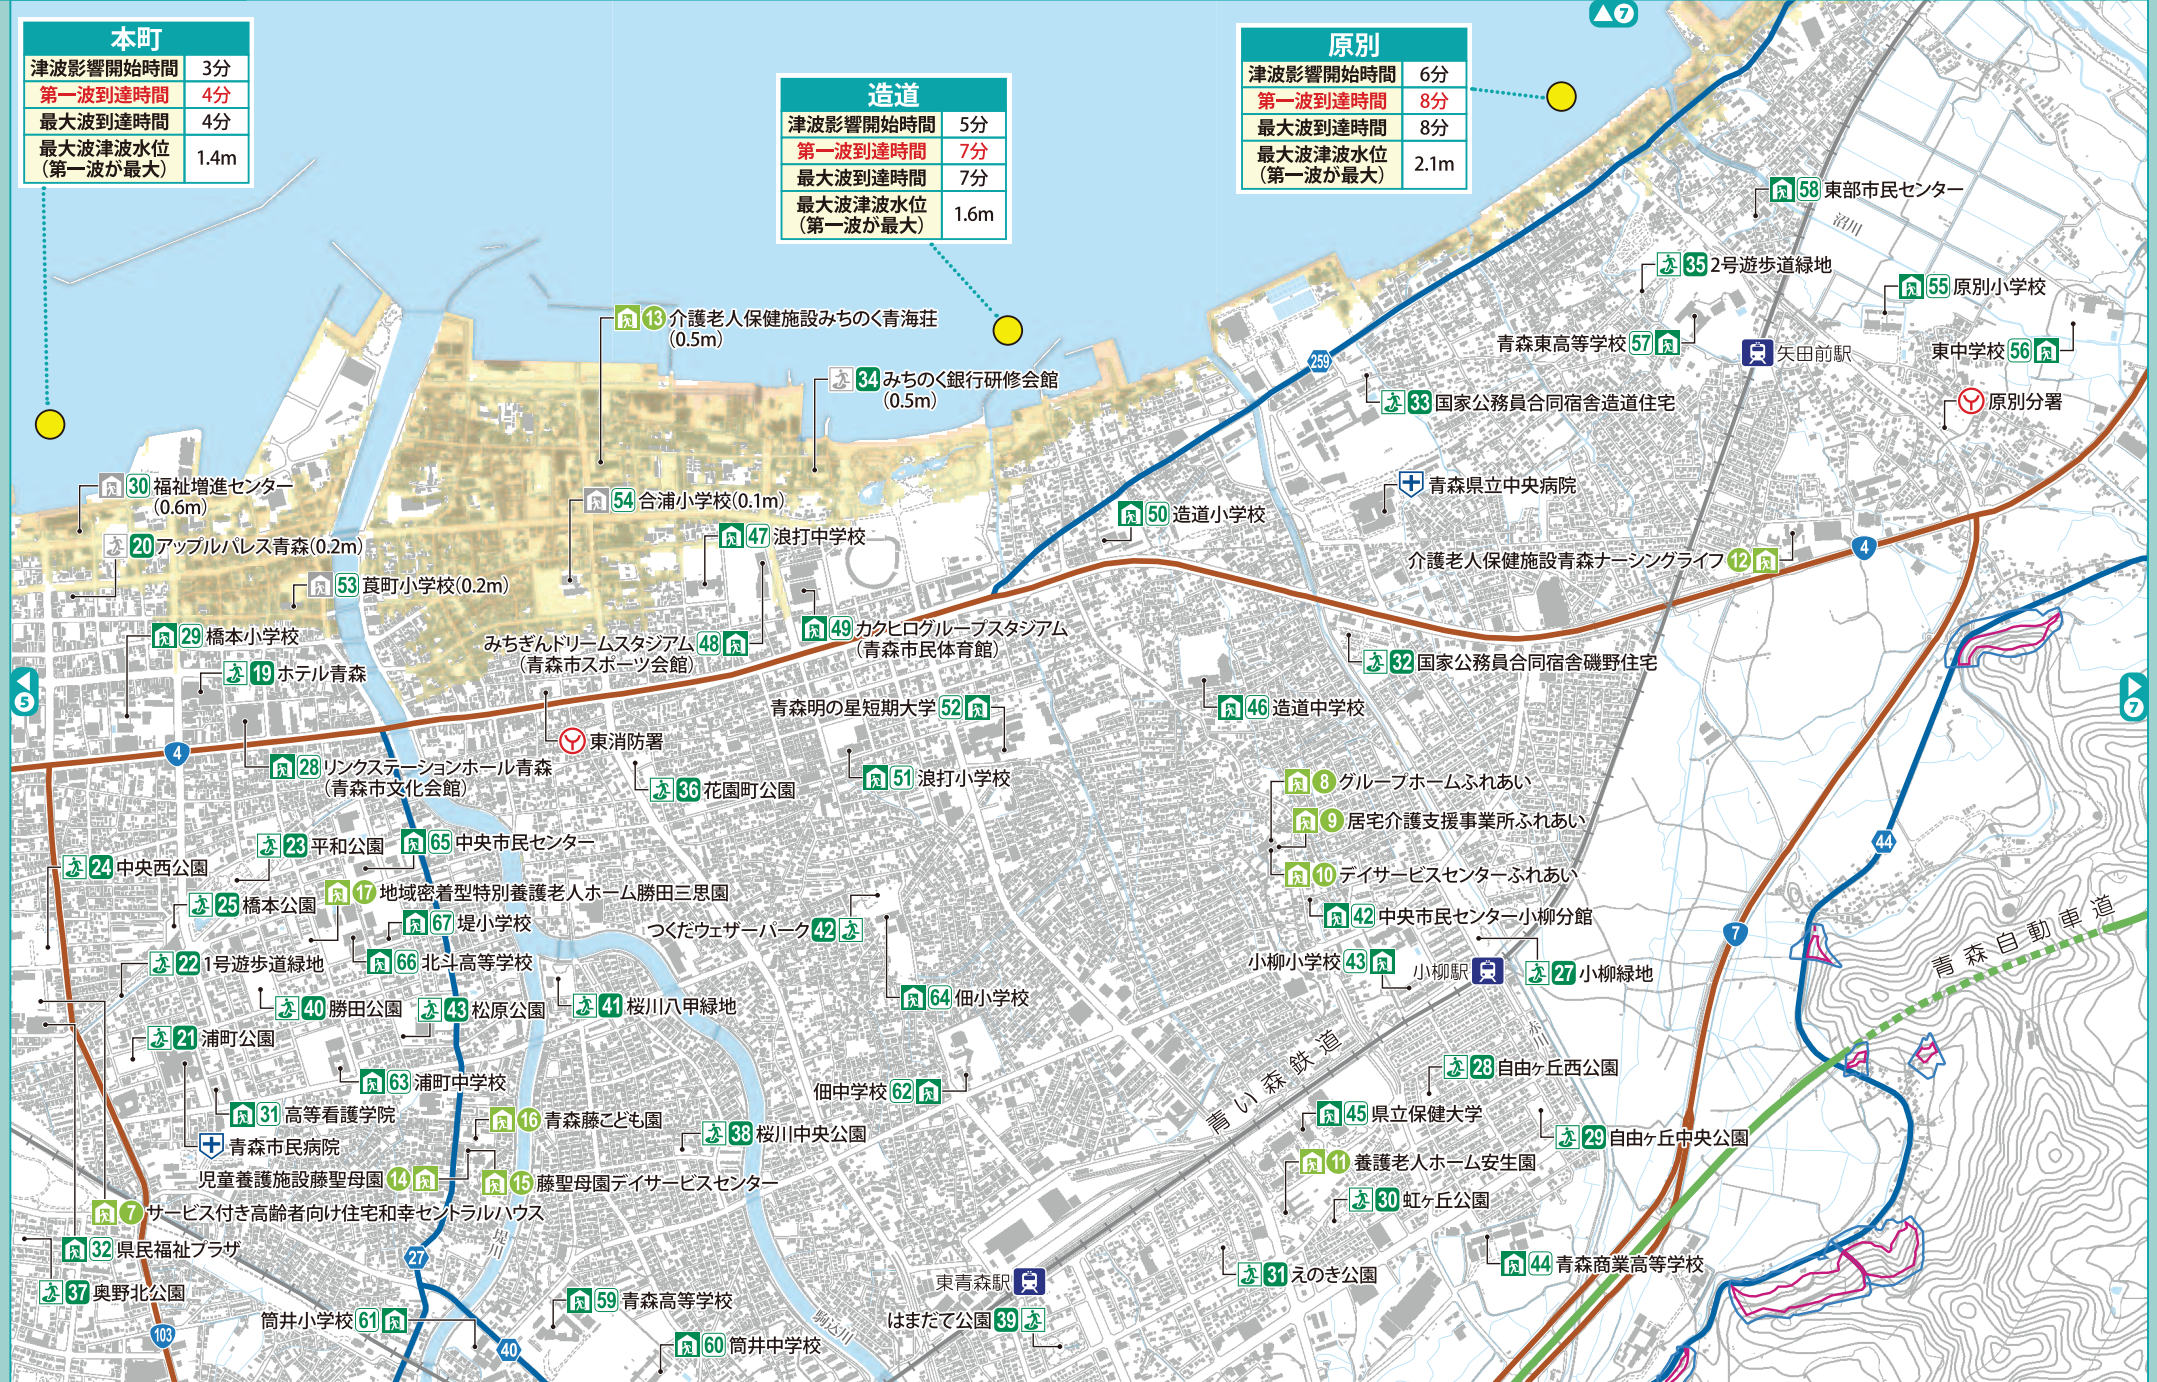 7
本町
津波影響開始時間 3分
第一波到達時間 4分
最大波到達時間 4分
最大波津波水位
(第一波が最大) 1.4m
造道
津波影響開始時間 5分
第一波到達時間 7分
最大波到達時間 7分
最大波津波水位
(第一波が最大) 1.6m
原別
津波影響開始時間 6分
第一波到達時間 8分
最大波到達時間 8分
最大波津波水位
(第一波が最大) 2.1m
58 東部市民センター
沼川
35 2号遊歩道緑地
55 原別小学校
13 介護老人保健施設みちのく青海荘
(0.5m)
青森東高等学校 57
矢田前駅
東中学校 56
259
34 みちのく銀行研修会館
(0.5m)
33 国家公務員合同宿舎造道住宅
原別分署
30 福祉増進センター
(0.6m)
54 合浦小学校(0.1m)
青森県立中央病院
50 造道小学校
47 浪打中学校
20 アップルパレス青森(0.2m)
介護老人保健施設青森ナーシングライフ 12
4
53 莨町小学校(0.2m)
29 橋本小学校
みちぎんドリームスタジアム 48
(青森市スポーツ会館)
49 カクヒログループスタジアム
(青森市民体育館)
32 国家公務員合同宿舎磯野住宅
19 ホテル青森
5
7
青森明の星短期大学 52
46 造道中学校
東消防署
4
28 リンクステーションホール青森
(青森市文化会館)
36 花園町公園
51 浪打小学校
8 グループホームふれあい
9 居宅介護支援事業所ふれあい
44
23 平和公園
65 中央市民センター
24 中央西公園
10 デイサービスセンターふれあい
17 地域密着型特別養護老人ホーム勝田三思園
25 橋本公園
67 堤小学校
つくだウェザーパーク 42
42 中央市民センター小柳分館
7
青森自動車道
22 1号遊歩道緑地
66 北斗高等学校
小柳小学校 43
小柳駅
27 小柳緑地
64 佃小学校
40 勝田公園
43 松原公園
41 桜川八甲緑地
赤川
21 浦町公園
青い森鉄道
28 自由ヶ丘西公園
63 浦町中学校
佃中学校 62
31 高等看護学院
16 青森藤こども園
45 県立保健大学
38 桜川中央公園
29 自由ヶ丘中央公園
青森市民病院
11 養護老人ホーム安生園
児童養護施設藤聖母園 14
15 藤聖母園デイサービスセンター
30 虹ヶ丘公園
7 サービス付き高齢者向け住宅和幸セントラルハウス
堤川
32 県民福祉プラザ
27
44 青森商業高等学校
31 えのき公園
東青森駅
37 奥野北公園
59 青森高等学校
筒井小学校 61
はまだて公園 39
駒込川
103
40
60 筒井中学校